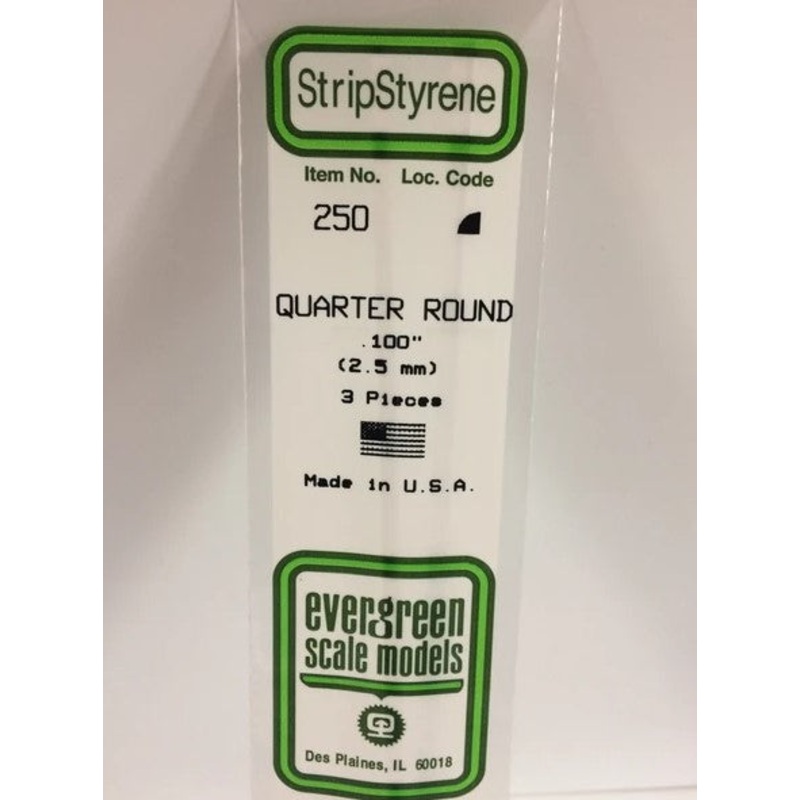 StripStyrene
Item No. Loc. Code
250
QUARTER ROUND
.100"
(2.5 mm)
3 Pieces
Made in U.S.A.
evergreen
scale models
Des Plaines, IL 60018